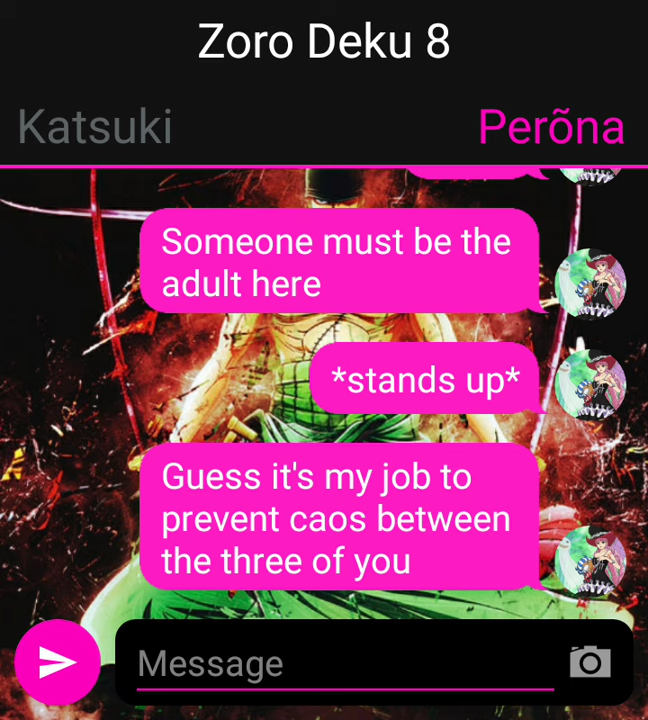 Zoro Deku 8
Katsuki
Perõna
Someone must be the
adult here
*stands up*
Guess it's my job to
prevent caos between
the three of you
Message